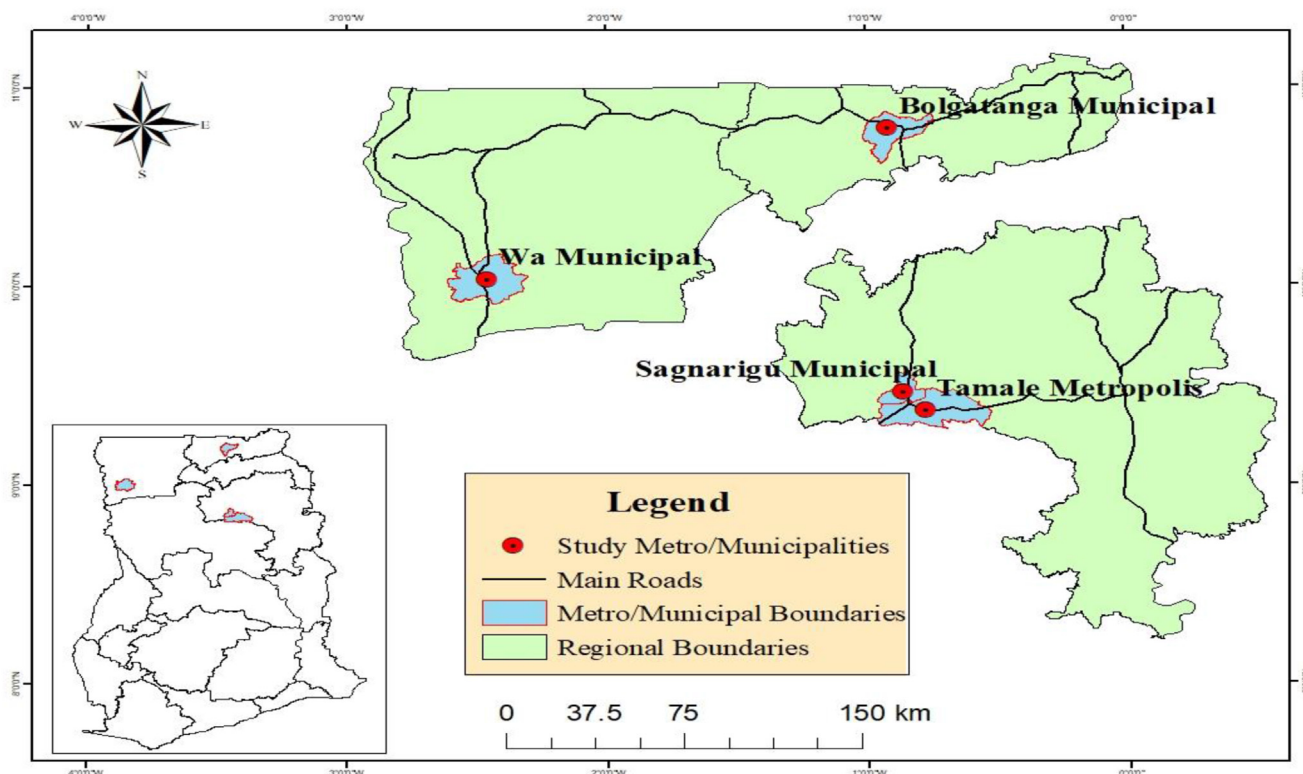 4°0'0"W 3°0'0"W 2°0'0"W 1°0'0"W 0°0'0"
11°0'0"N
N
W E
S
Bolgatanga Municipal
Wa Municipal
10°0'0"N
Sagnarigu Municipal
Tamale Metropolis
9°0'0"N
Legend
Study Metro/Municipalities
Main Roads
Metro/Municipal Boundaries
Regional Boundaries
8°0'0"N
0 37.5 75 150 km